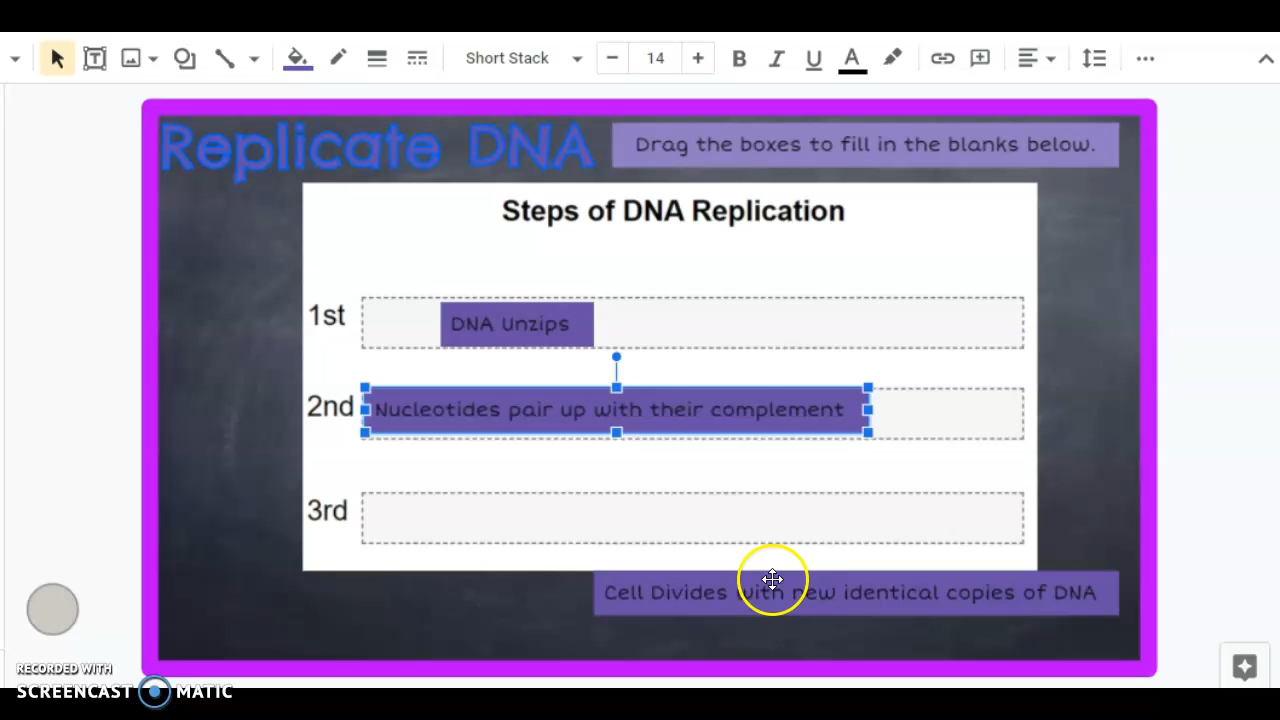 Short Stack
14
B I U A
Replicate DNA
Drag the boxes to fill in the blanks below.
Steps of DNA Replication
1st
DNA Unzips
2nd
Nucleotides pair up with their complement
3rd
Cell Divides with new identical copies of DNA
RECORDED WITH
SCREENCAST MATIC